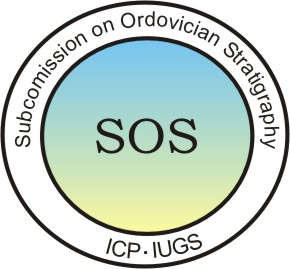 Subcomission on Ordovician Stratigraphy
SOS
ICP·IUGS